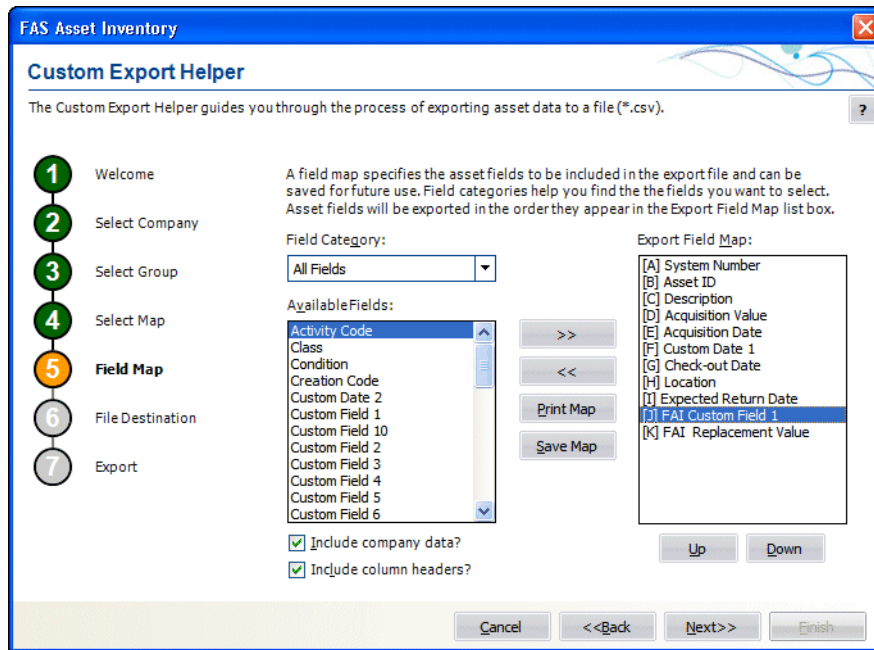 FAS Asset Inventory
Custom Export Helper
The Custom Export Helper guides you through the process of exporting asset data to a file (*.csv).
?
1 Welcome
2 Select Company
3 Select Group
4 Select Map
5 Field Map
6 File Destination
7 Export
A field map specifies the asset fields to be included in the export file and can be
saved for future use. Field categories help you find the the fields you want to select.
Asset fields will be exported in the order they appear in the Export Field Map list box.
Field Category:
All Fields
AvailableFields:
Activity Code
Class
Condition
Creation Code
Custom Date 2
Custom Field 1
Custom Field 10
Custom Field 2
Custom Field 3
Custom Field 4
Custom Field 5
Custom Field 6
Include company data?
Include column headers?
>>
<<
Print Map
Save Map
Export Field Map:
[A] System Number
[B] Asset ID
[C] Description
[D] Acquisition Value
[E] Acquisition Date
[F] Custom Date 1
[G] Check-out Date
[H] Location
[I] Expected Return Date
[J] FAI Custom Field 1
[K] FAI Replacement Value
Up
Down
Cancel
<<Back
Next>>
Finish